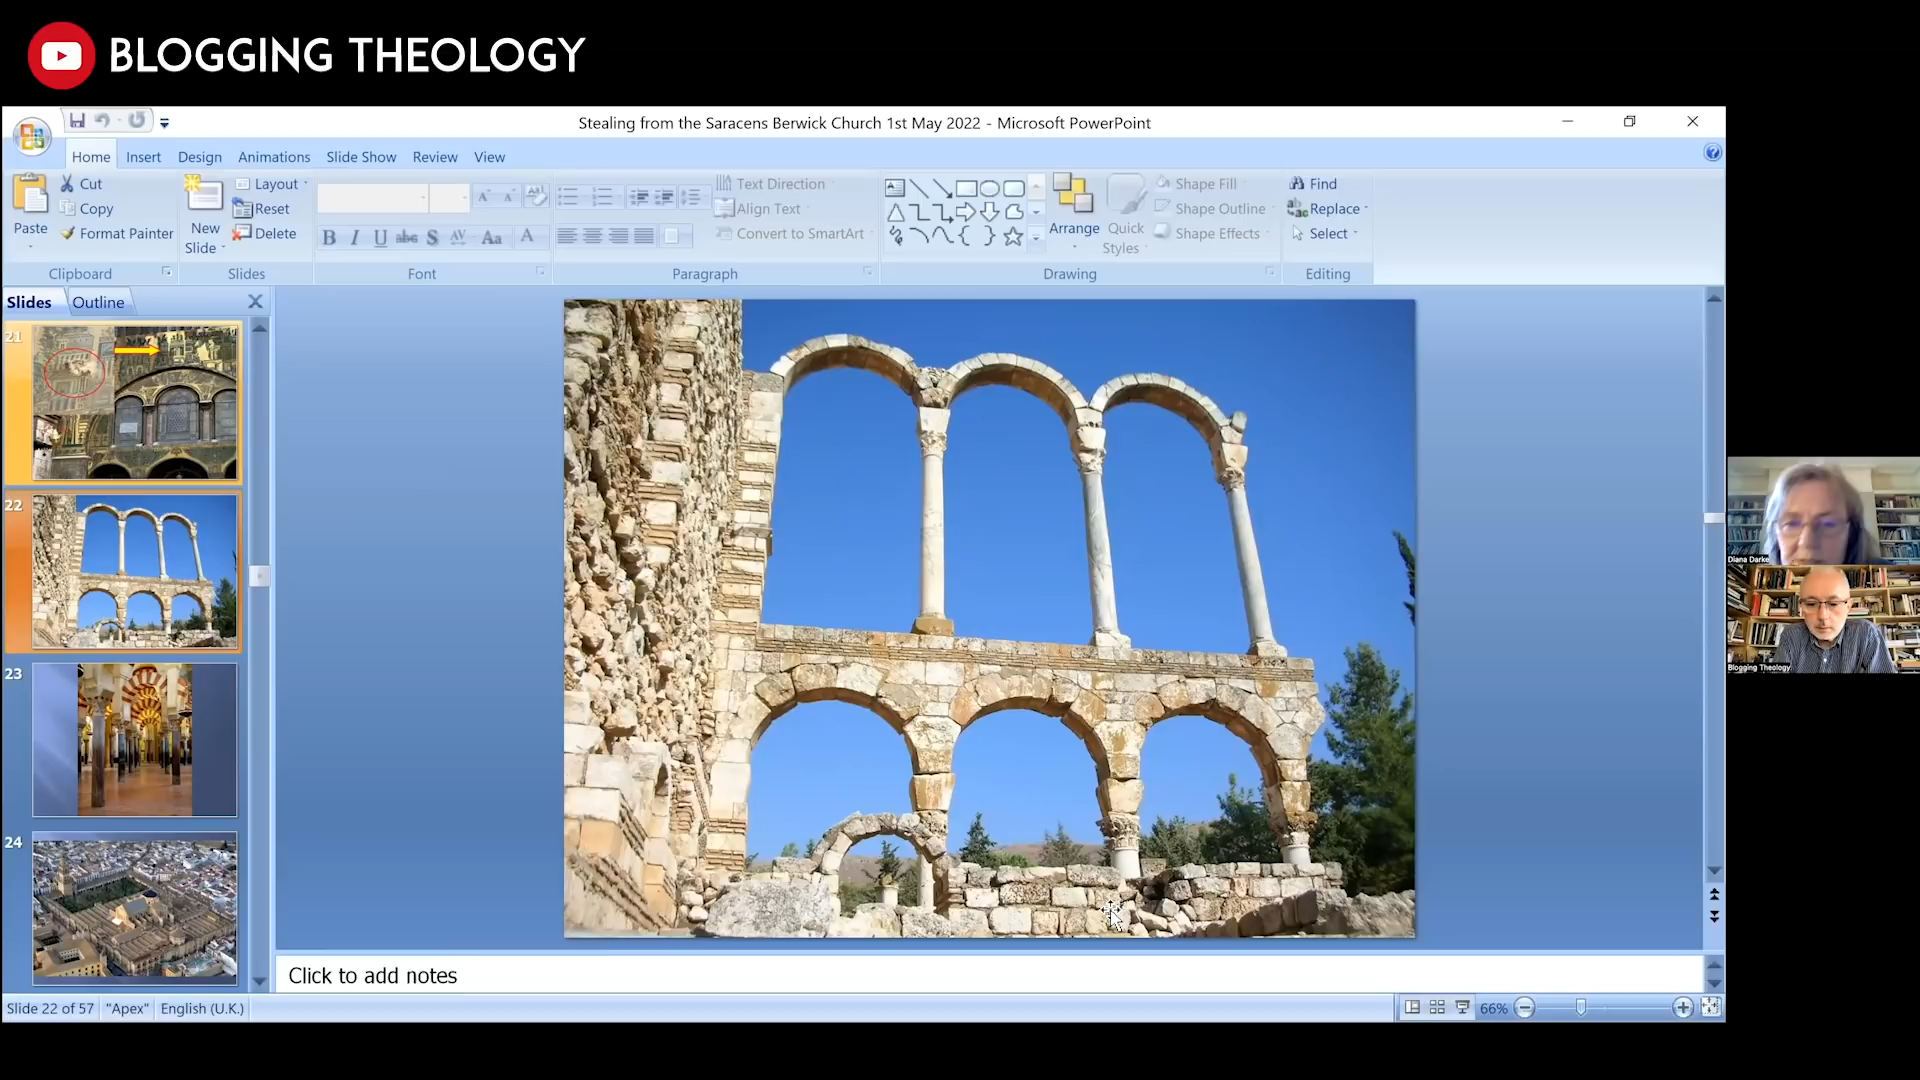 BLOGGING THEOLOGY
Stealing from the Saracens Berwick Church 1st May 2022 - Microsoft PowerPoint
Home Insert Design Animations Slide Show Review View
Paste
Cut
Copy
Format Painter
Clipboard
New
Slide
Layout
Reset
Delete
Slides
B I U abc S AV Aa A
Font
Text Direction
Align Text
Convert to SmartArt
Paragraph
Arrange
Quick
Styles
Shape Fill
Shape Outline
Shape Effects
Drawing
Find
Replace
Select
Editing
Slides Outline
21
22
23
24
Diana Darke
Blogging Theology
Click to add notes
Slide 22 of 57 "Apex" English (U.K.) 66%